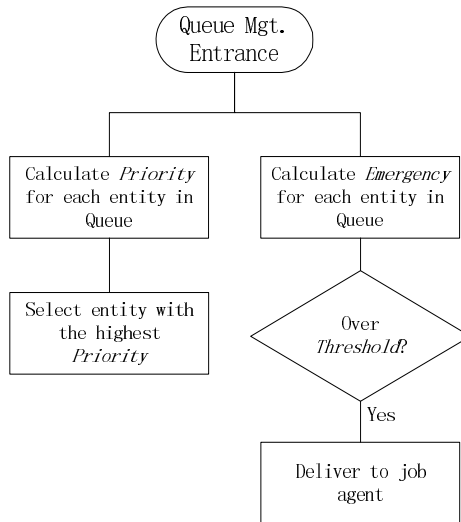 Queue Mgt.
Entrance
Calculate Priority
for each entity in
Queue
Calculate Emergency
for each entity in
Queue
Select entity with
the highest
Priority
Over
Threshold?
Yes
Deliver to job
agent